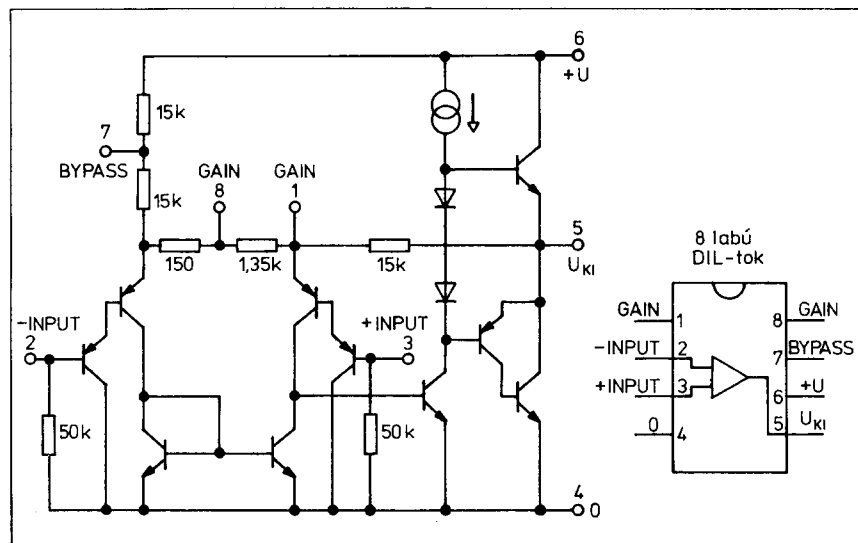 6
+U
15k
7
BYPASS
15k
GAIN
8
GAIN
1
150
1,35k
15k
5
U_KI
-INPUT
2
+INPUT
3
50k
50k
4
0
8 labú
DIL-tok
GAIN
1
8
GAIN
-INPUT
2
7
BYPASS
+INPUT
3
6
+U
0
4
5
U_KI